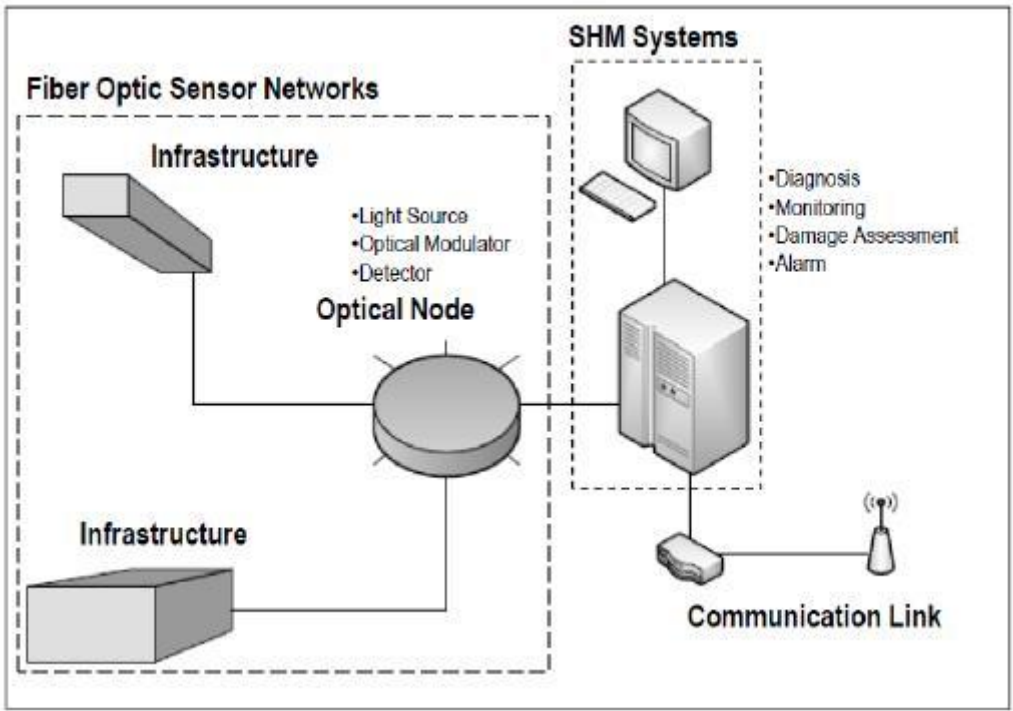 SHM Systems
Fiber Optic Sensor Networks
Infrastructure
•Light Source
•Optical Modulator
•Detector
Optical Node
•Diagnosis
•Monitoring
•Damage Assessment
•Alarm
Infrastructure
Communication Link